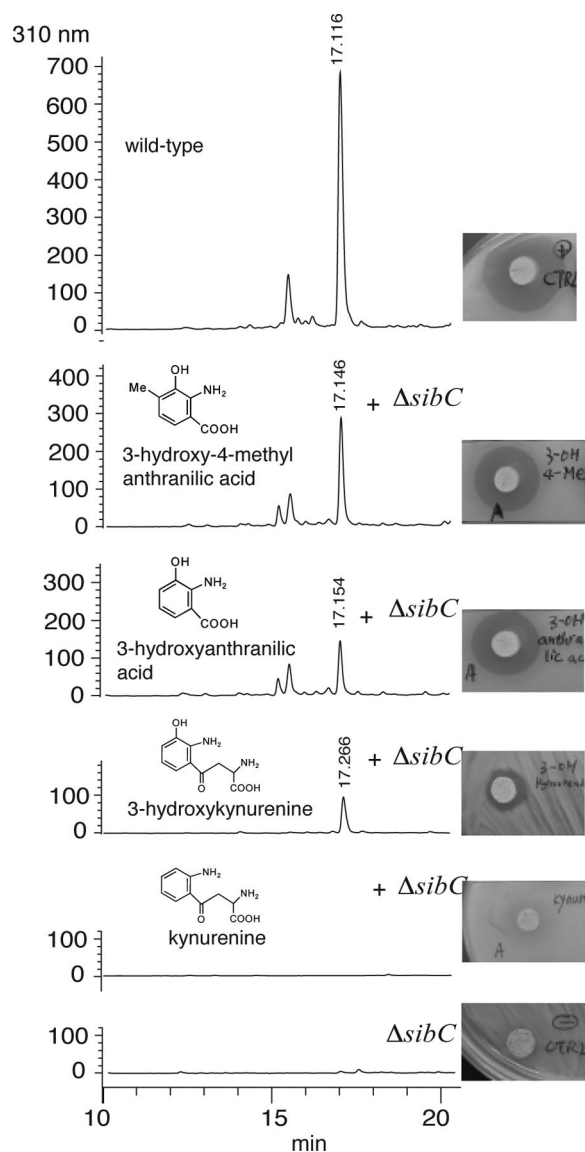 310 nm
17.116
700
600
500
400
300
200
100
0
wild-type
+
CTRL
OH
Me
NH₂
COOH
3-hydroxy-4-methyl
anthranilic acid
17.146
+ ΔsibC
400
300
200
100
0
3-OH
4-Me
A
OH
NH₂
COOH
3-hydroxyanthranilic
acid
17.154
+ ΔsibC
300
200
100
0
3-OH
anthra
lic ac
A
OH
NH₂
NH₂
O
COOH
3-hydroxykynurenine
17.266
+ ΔsibC
100
0
3-OH
NH₂
NH₂
O
COOH
kynurenine
+ ΔsibC
100
0
kynur
A
ΔsibC
100
0
−
CTRL
10
15
20
min